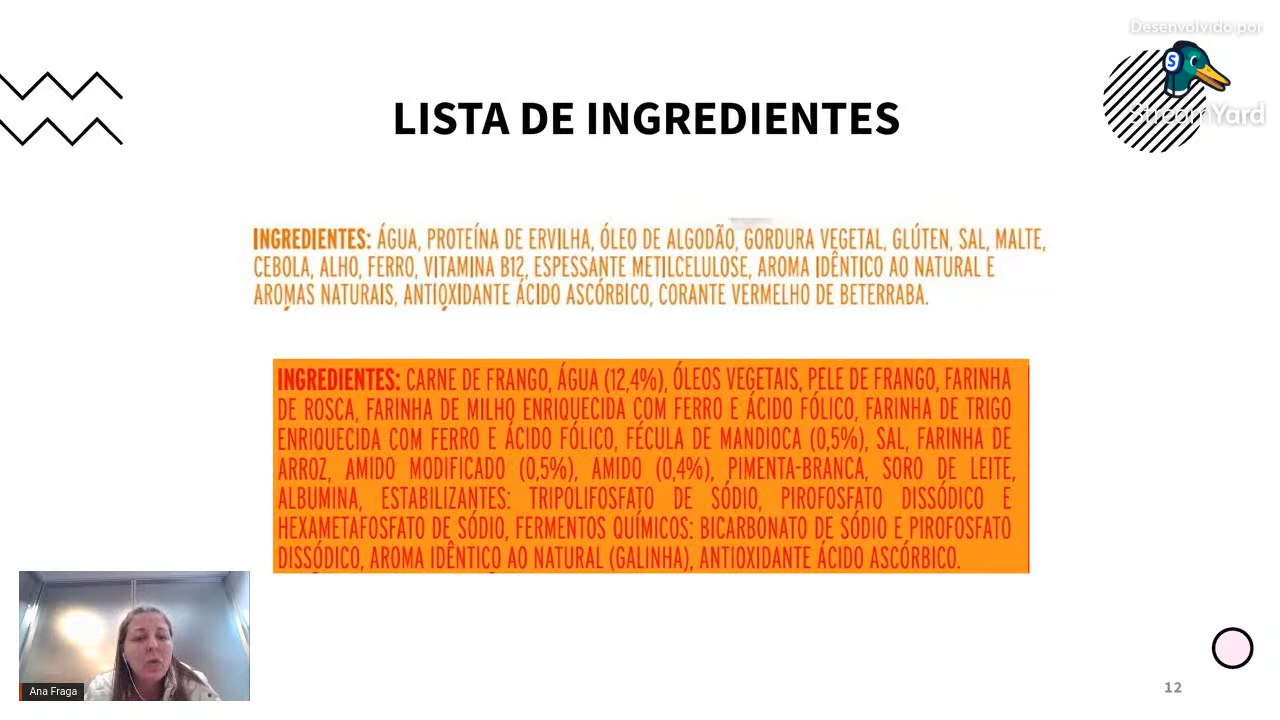 Desenvolvido por
StreamYard
LISTA DE INGREDIENTES
INGREDIENTES: ÁGUA, PROTEÍNA DE ERVILHA, ÓLEO DE ALGODÃO, GORDURA VEGETAL, GLÚTEN, SAL, MALTE,
CEBOLA, ALHO, FERRO, VITAMINA B12, ESPESSANTE METILCELULOSE, AROMA IDÊNTICO AO NATURAL E
AROMAS NATURAIS, ANTIOXIDANTE ÁCIDO ASCÓRBICO, CORANTE VERMELHO DE BETERRABA.
INGREDIENTES: CARNE DE FRANGO, ÁGUA (12,4%), ÓLEOS VEGETAIS, PELE DE FRANGO, FARINHA
DE ROSCA, FARINHA DE MILHO ENRIQUECIDA COM FERRO E ÁCIDO FÓLICO, FARINHA DE TRIGO
ENRIQUECIDA COM FERRO E ÁCIDO FÓLICO, FÉCULA DE MANDIOCA (0,5%), SAL, FARINHA DE
ARROZ, AMIDO MODIFICADO (0,5%), AMIDO (0,4%), PIMENTA-BRANCA, SORO DE LEITE,
ALBUMINA, ESTABILIZANTES: TRIPOLIFOSFATO DE SÓDIO, PIROFOSFATO DISSÓDICO E
HEXAMETAFOSFATO DE SÓDIO, FERMENTOS QUÍMICOS: BICARBONATO DE SÓDIO E PIROFOSFATO
DISSÓDICO, AROMA IDÊNTICO AO NATURAL (GALINHA), ANTIOXIDANTE ÁCIDO ASCÓRBICO.
Ana Fraga
12